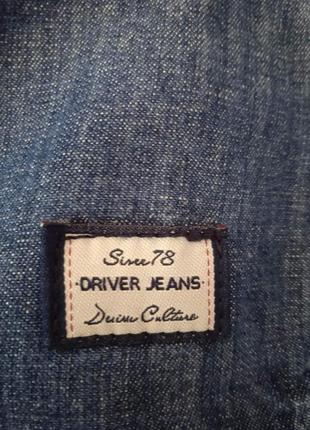 Since 78
DRIVER JEANS
Denim Culture